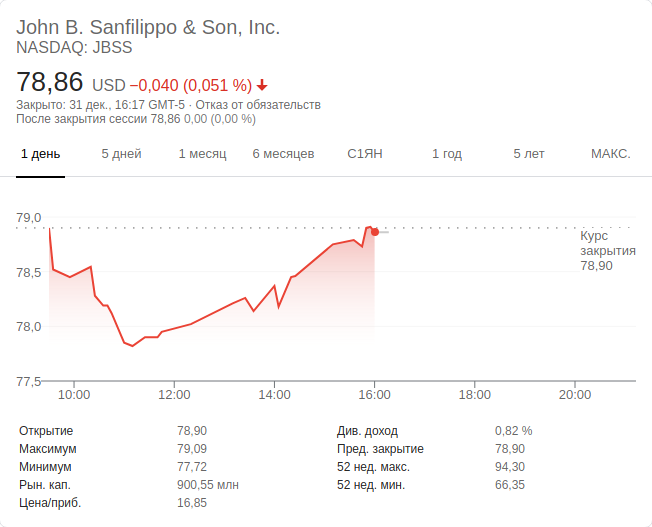 John B. Sanfilippo & Son, Inc.
NASDAQ: JBSS
78,86 USD −0,040 (0,051 %)
Закрыто: 31 дек., 16:17 GMT-5 · Отказ от обязательств
После закрытия сессии 78,86 0,00 (0,00 %)
1 день 5 дней 1 месяц 6 месяцев С1ЯН 1 год 5 лет МАКС.
79,0
Курс
закрытия
78,90
78,5
78,0
77,5
10:00 12:00 14:00 16:00 18:00 20:00
Открытие 78,90 Див. доход 0,82 %
Максимум 79,09 Пред. закрытие 78,90
Минимум 77,72 52 нед. макс. 94,30
Рын. кап. 900,55 млн 52 нед. мин. 66,35
Цена/приб. 16,85